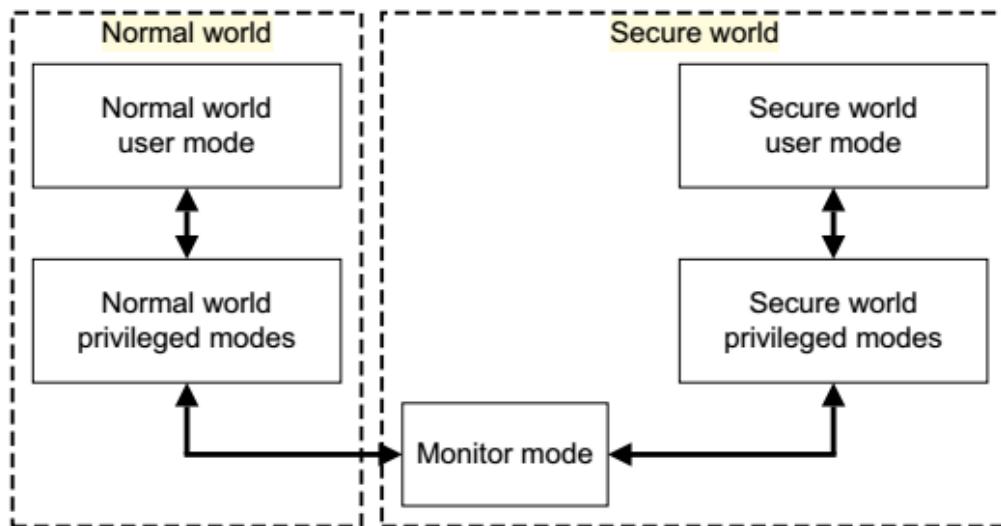 Normal world
Secure world
Normal world
user mode
Secure world
user mode
Normal world
privileged modes
Secure world
privileged modes
Monitor mode